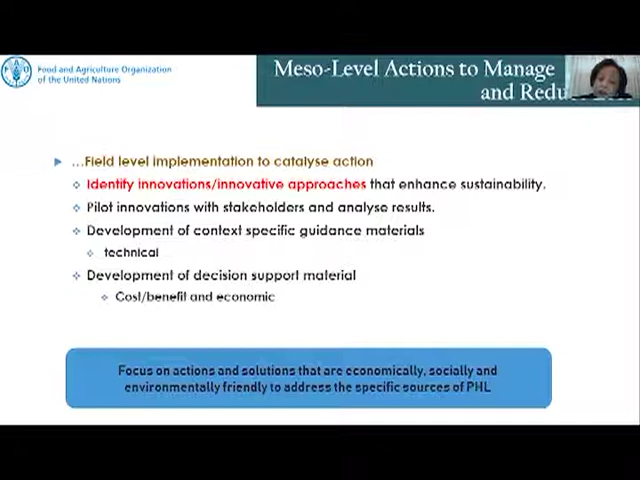 Food and Agriculture Organization
of the United Nations
Meso-Level Actions to Manage
and Redu
...Field level implementation to catalyse action
Identify innovations/innovative approaches that enhance sustainability.
Pilot innovations with stakeholders and analyse results.
Development of context specific guidance materials
technical
Development of decision support material
Cost/benefit and economic
Focus on actions and solutions that are economically, socially and
environmentally friendly to address the specific sources of PHL